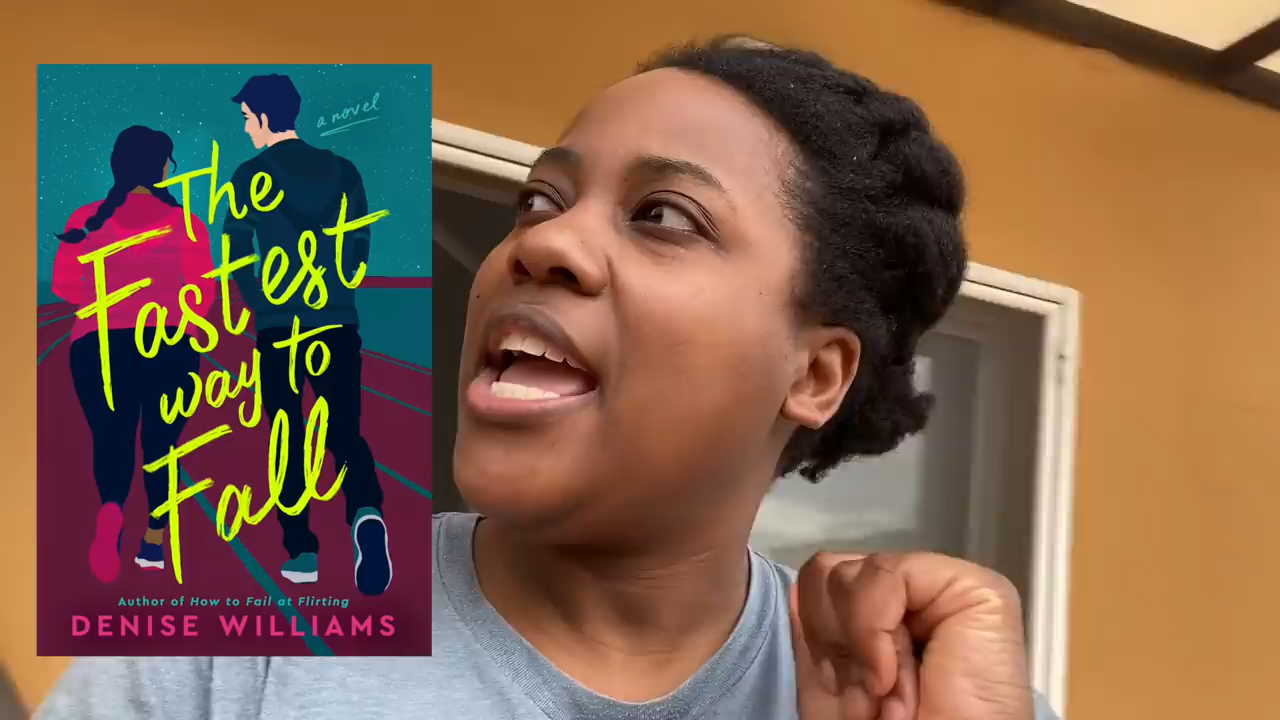 a novel
The
Fastest
way to
Fall
Author of How to Fail at Flirting
DENISE WILLIAMS